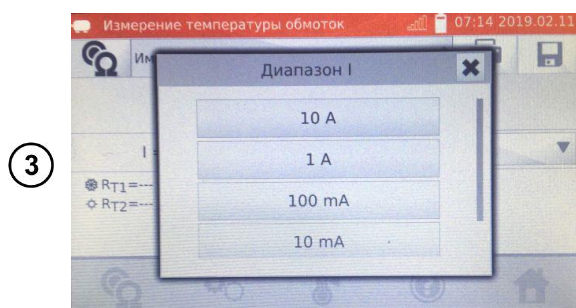 Измерение температуры обмоток 07:14 2019.02.11
Им
Диапазон I
10 A
1 A
I =
100 mA
10 mA
RT1=---
RT2=---
3